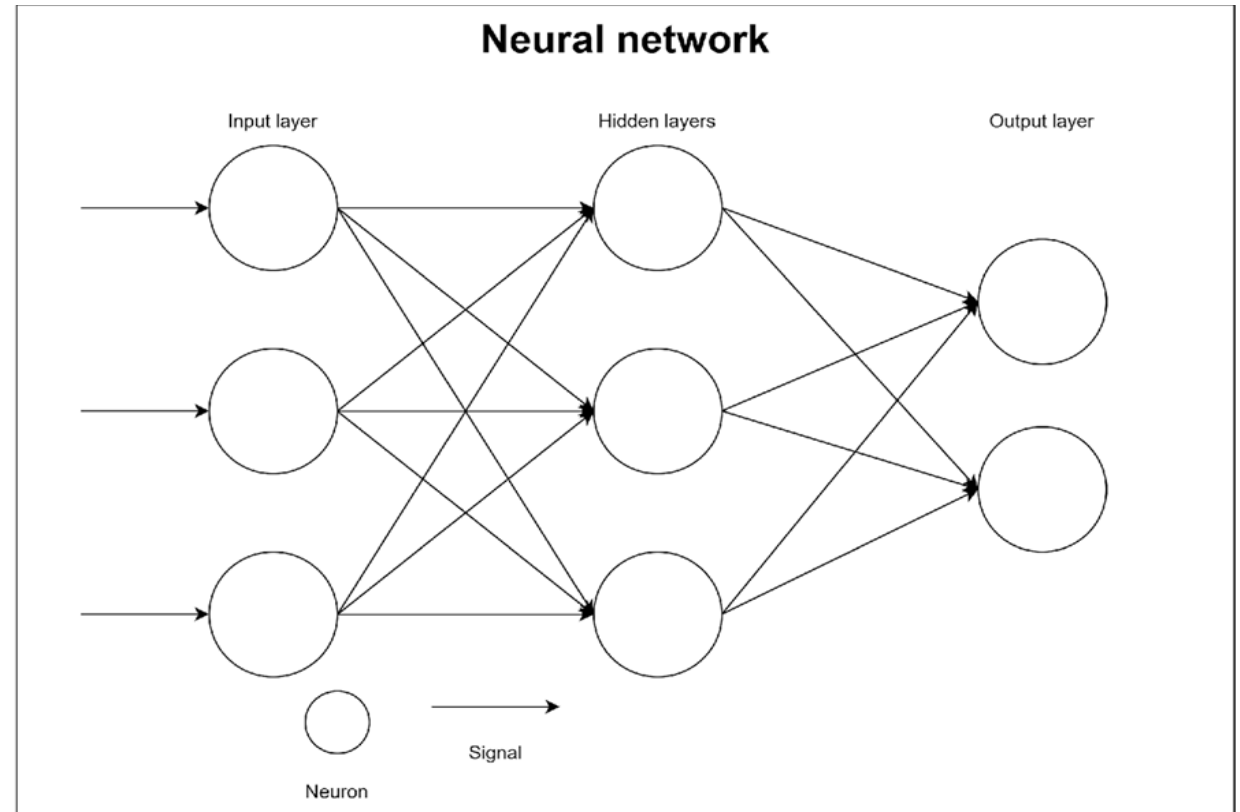 Neural network
Input layer
Hidden layers
Output layer
Signal
Neuron